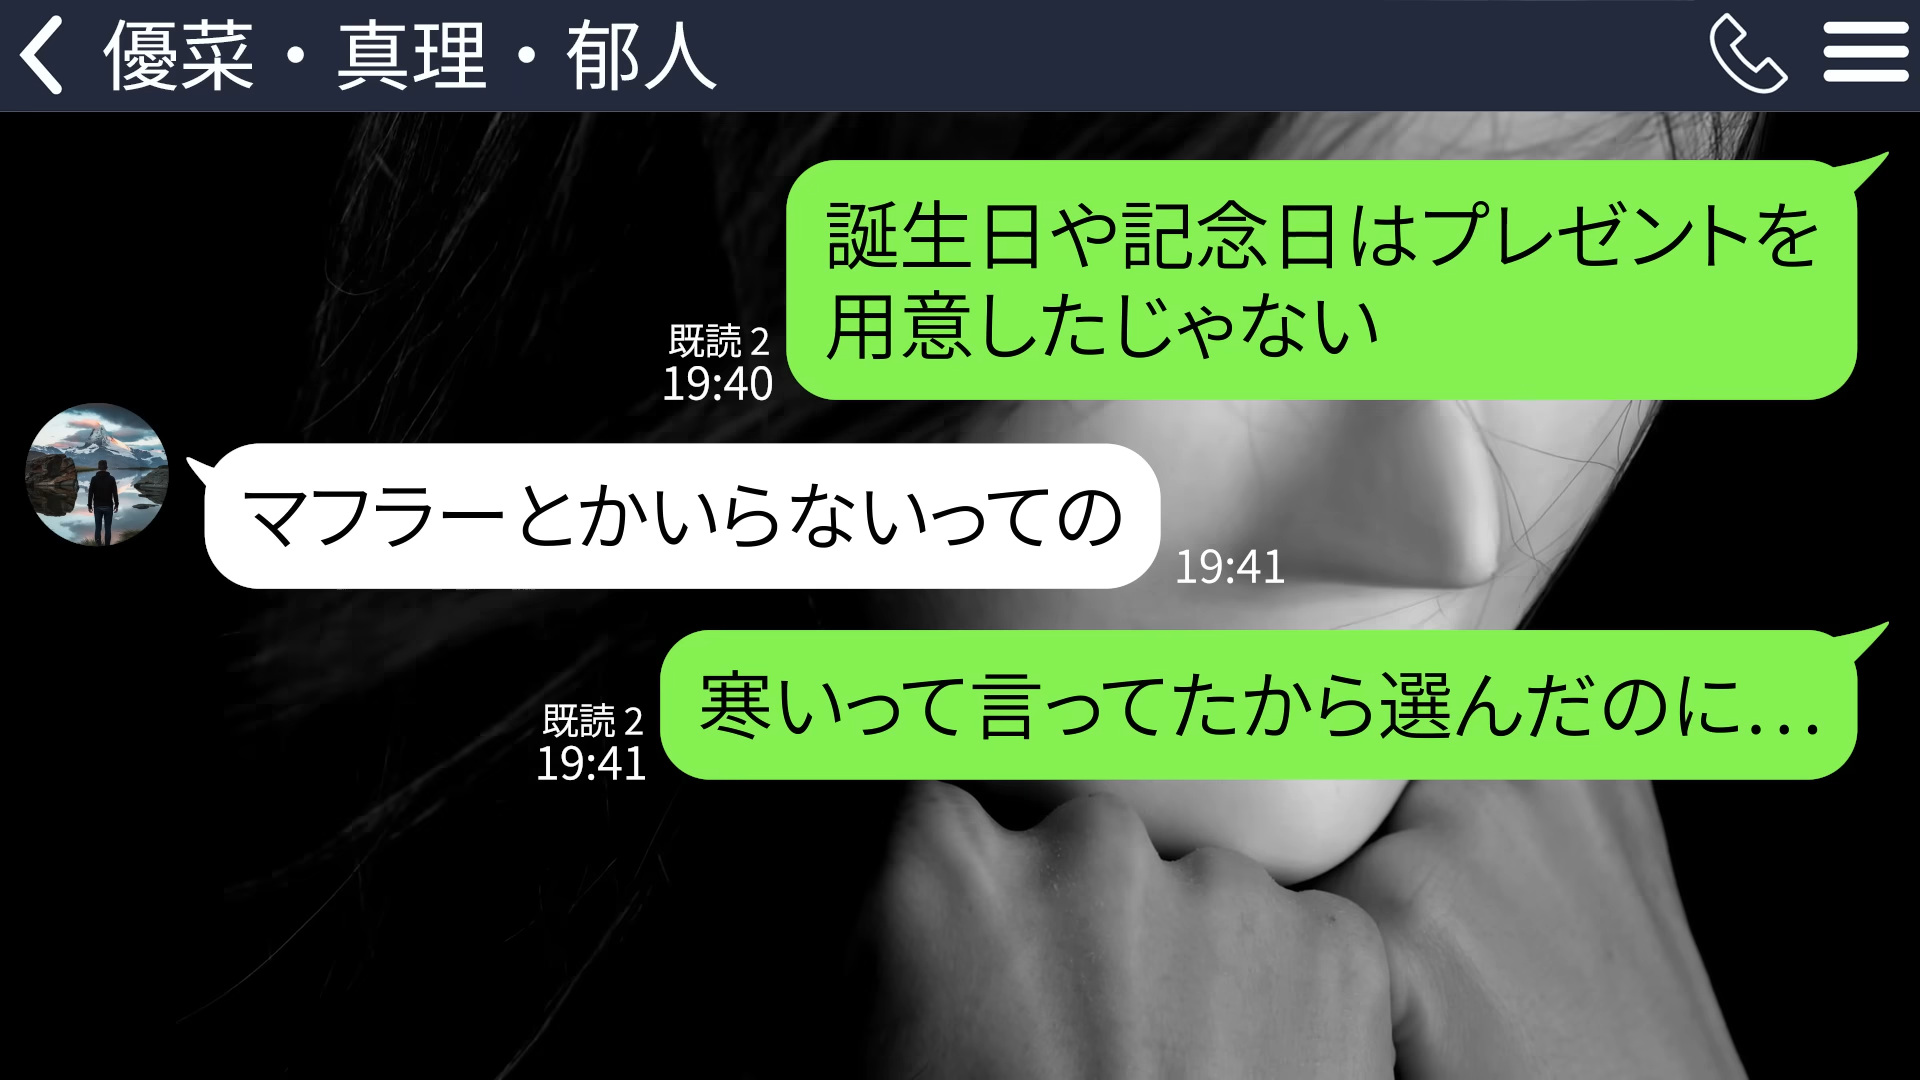 優菜・真理・郁人
誕生日や記念日はプレゼントを
用意したじゃない
既読 2
19:40
マフラーとかいらないっての
19:41
寒いって言ってたから選んだのに…
既読 2
19:41